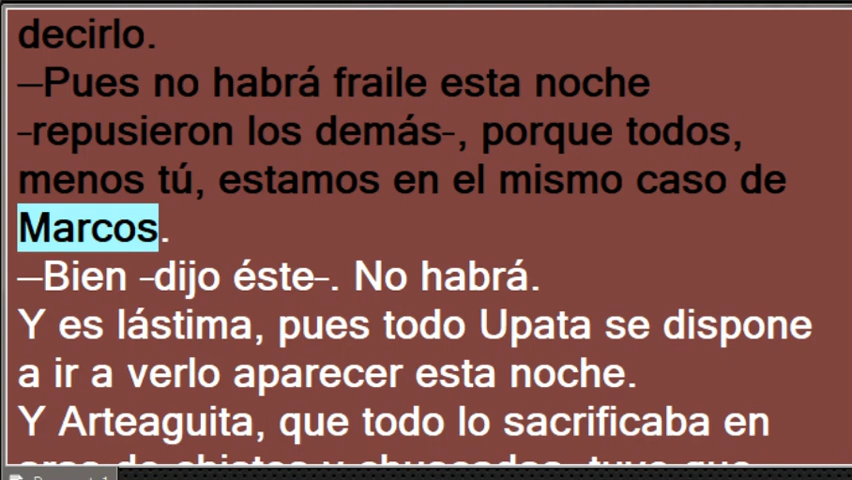 decirlo.
—Pues no habrá fraile esta noche
-repusieron los demás-, porque todos,
menos tú, estamos en el mismo caso de
Marcos.
—Bien -dijo éste-. No habrá.
Y es lástima, pues todo Upata se dispone
a ir a verlo aparecer esta noche.
Y Arteaguita, que todo lo sacrificaba en